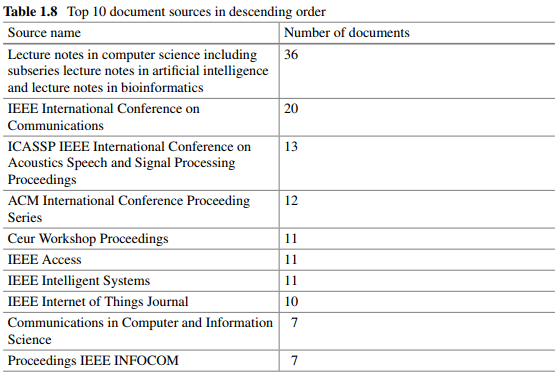 Table 1.8 Top 10 document sources in descending order
Source name Number of documents
Lecture notes in computer science including 36
subseries lecture notes in artificial intelligence
and lecture notes in bioinformatics
IEEE International Conference on 20
Communications
ICASSP IEEE International Conference on 13
Acoustics Speech and Signal Processing
Proceedings
ACM International Conference Proceeding 12
Series
Ceur Workshop Proceedings 11
IEEE Access 11
IEEE Intelligent Systems 11
IEEE Internet of Things Journal 10
Communications in Computer and Information 7
Science
Proceedings IEEE INFOCOM 7